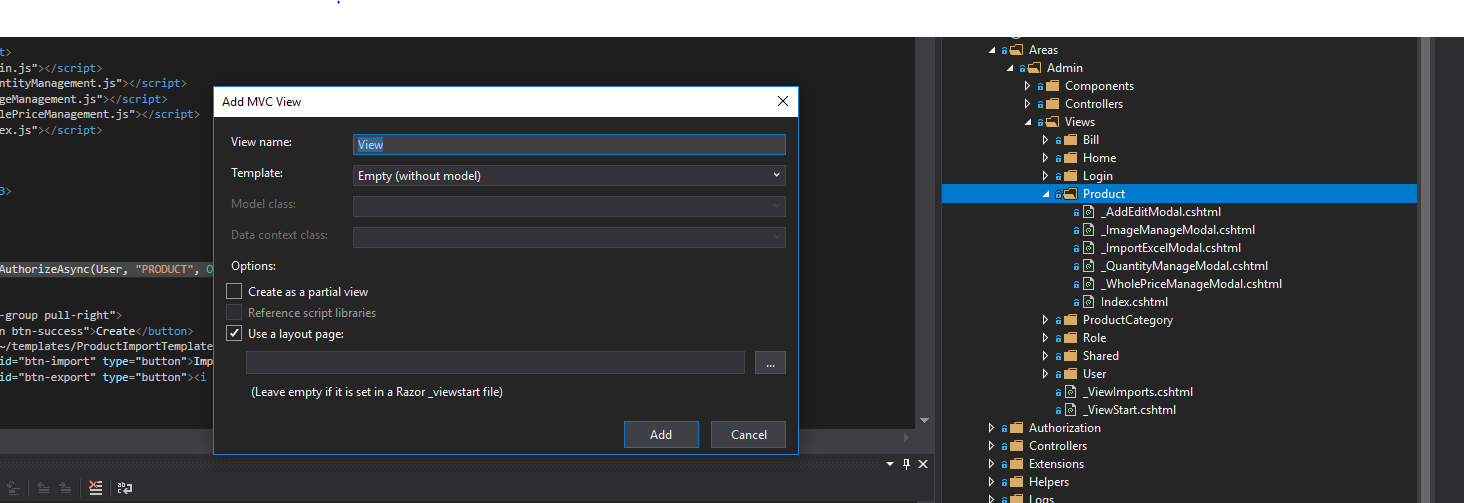 t>
in.js"></script>
ntityManagement.js"></script>
geManagement.js"></script>
lePriceManagement.js"></script>
ex.js"></script>
3>
AuthorizeAsync(User, "PRODUCT", O
-group pull-right">
n btn-success">Create</button>
~/templates/ProductImportTemplate
id="btn-import" type="button">Imp
id="btn-export" type="button"><i
Add MVC View
View name:
View
Template:
Empty (without model)
Model class:
Data context class:
Options:
Create as a partial view
Reference script libraries
Use a layout page:
...
(Leave empty if it is set in a Razor _viewstart file)
Add
Cancel
Areas
Admin
Components
Controllers
Views
Bill
Home
Login
Product
_AddEditModal.cshtml
_ImageManageModal.cshtml
_ImportExcelModal.cshtml
_QuantityManageModal.cshtml
_WholePriceManageModal.cshtml
Index.cshtml
ProductCategory
Role
Shared
User
_ViewImports.cshtml
_ViewStart.cshtml
Authorization
Controllers
Extensions
Helpers
Logs